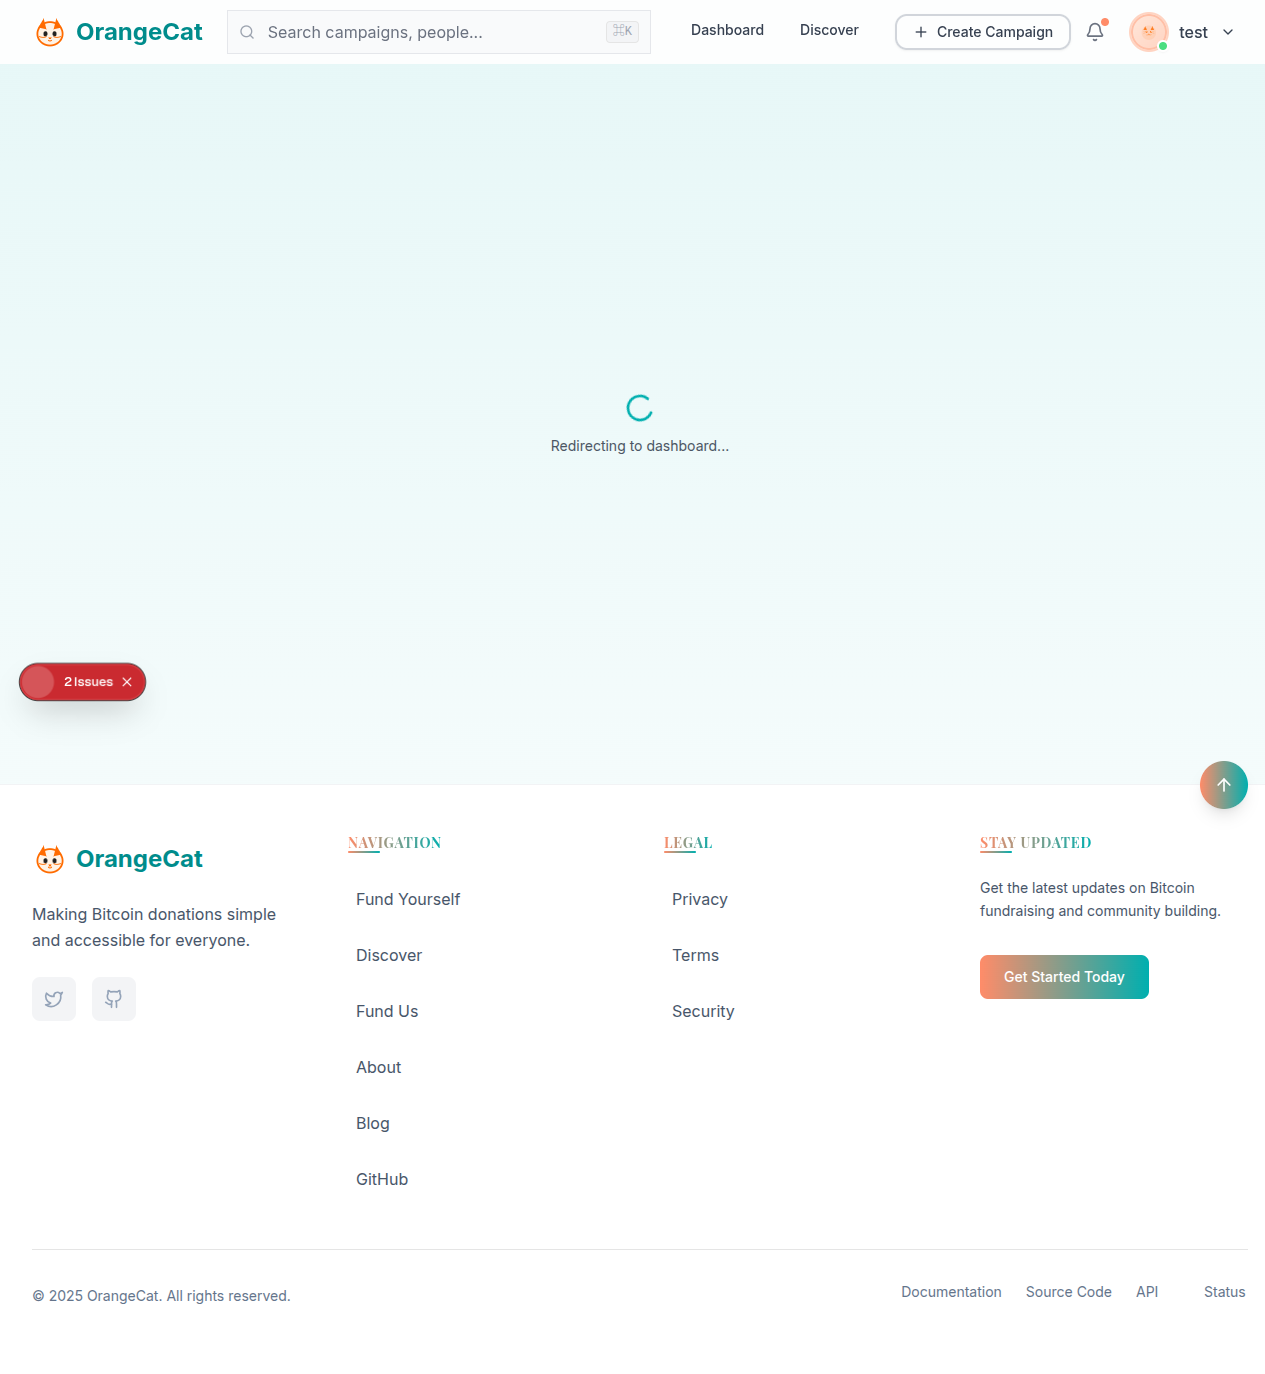 OrangeCat
Search campaigns, people...
⌘K
Dashboard
Discover
Create Campaign
test
Redirecting to dashboard...
2 Issues
OrangeCat
Making Bitcoin donations simple
and accessible for everyone.
NAVIGATION
Fund Yourself
Discover
Fund Us
About
Blog
GitHub
LEGAL
Privacy
Terms
Security
STAY UPDATED
Get the latest updates on Bitcoin
fundraising and community building.
Get Started Today
© 2025 OrangeCat. All rights reserved.
Documentation
Source Code
API
Status